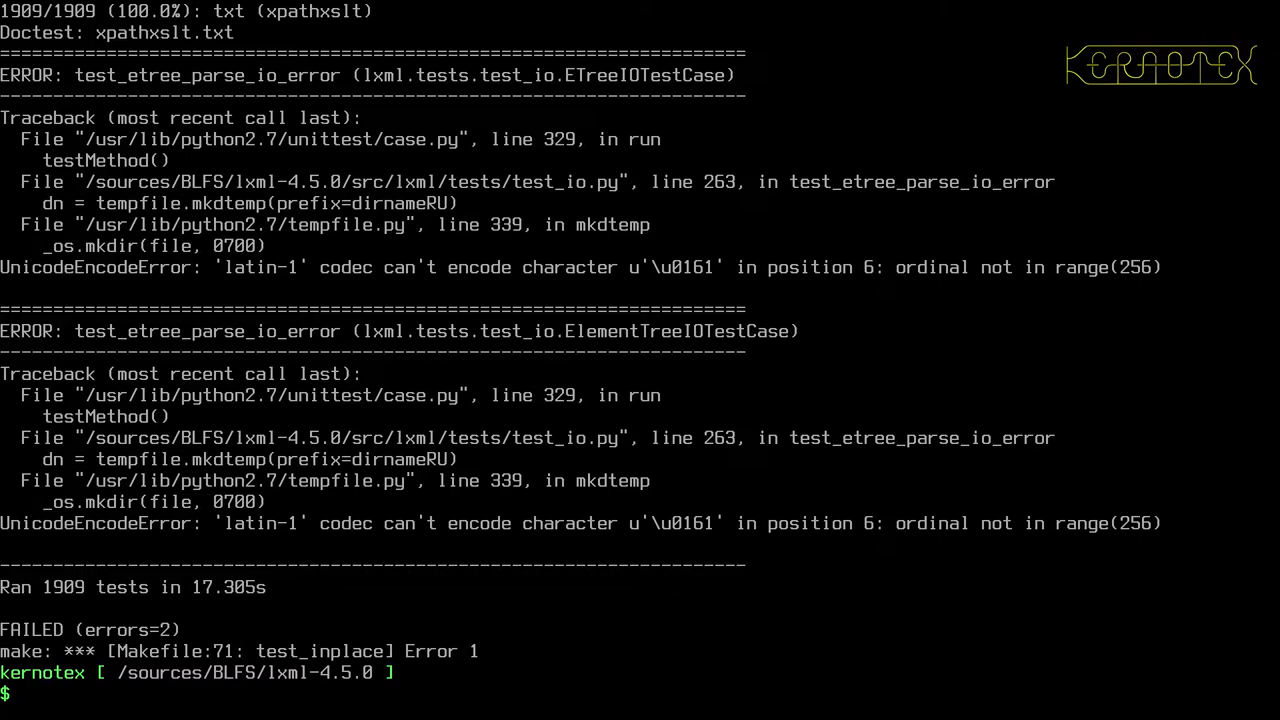 1909/1909 (100.0%): txt (xpathxslt)
Doctest: xpathxslt.txt
======================================================================
ERROR: test_etree_parse_io_error (lxml.tests.test_io.ETreeIOTestCase)
----------------------------------------------------------------------
Traceback (most recent call last):
  File "/usr/lib/python2.7/unittest/case.py", line 329, in run
    testMethod()
  File "/sources/BLFS/lxml-4.5.0/src/lxml/tests/test_io.py", line 263, in test_etree_parse_io_error
    dn = tempfile.mkdtemp(prefix=dirnameRU)
  File "/usr/lib/python2.7/tempfile.py", line 339, in mkdtemp
    _os.mkdir(file, 0700)
UnicodeEncodeError: 'latin-1' codec can't encode character u'\u0161' in position 6: ordinal not in range(256)
======================================================================
ERROR: test_etree_parse_io_error (lxml.tests.test_io.ElementTreeIOTestCase)
----------------------------------------------------------------------
Traceback (most recent call last):
  File "/usr/lib/python2.7/unittest/case.py", line 329, in run
    testMethod()
  File "/sources/BLFS/lxml-4.5.0/src/lxml/tests/test_io.py", line 263, in test_etree_parse_io_error
    dn = tempfile.mkdtemp(prefix=dirnameRU)
  File "/usr/lib/python2.7/tempfile.py", line 339, in mkdtemp
    _os.mkdir(file, 0700)
UnicodeEncodeError: 'latin-1' codec can't encode character u'\u0161' in position 6: ordinal not in range(256)
----------------------------------------------------------------------
Ran 1909 tests in 17.305s
FAILED (errors=2)
make: *** [Makefile:71: test_inplace] Error 1
kernotex [ /sources/BLFS/lxml-4.5.0 ]
$
KERNOTEX